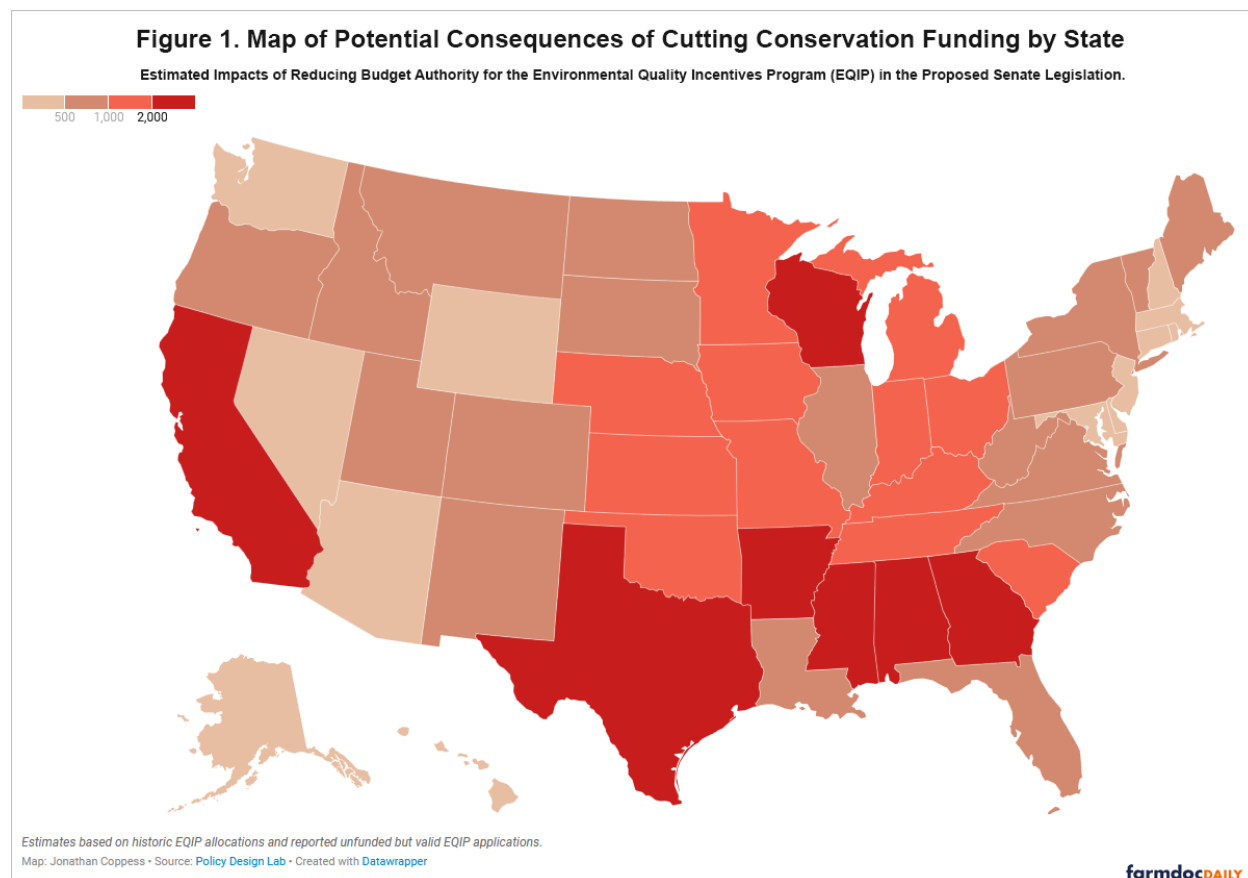 Figure 1. Map of Potential Consequences of Cutting Conservation Funding by State
Estimated Impacts of Reducing Budget Authority for the Environmental Quality Incentives Program (EQIP) in the Proposed Senate Legislation.
500 1,000 2,000
Estimates based on historic EQIP allocations and reported unfunded but valid EQIP applications.
Map: Jonathan Coppess • Source: Policy Design Lab • Created with Datawrapper
farmdocDAILY